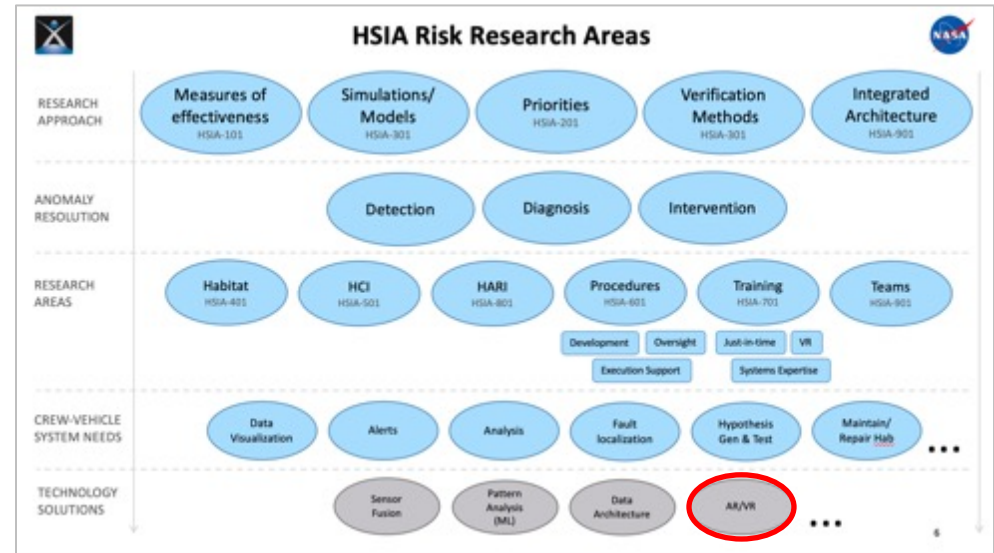 HSIA Risk Research Areas
NASA
RESEARCH
APPROACH
Measures of
effectiveness
HSIA-101
Simulations/
Models
HSIA-301
Priorities
HSIA-201
Verification
Methods
HSIA-301
Integrated
Architecture
HSIA-901
ANOMALY
RESOLUTION
Detection
Diagnosis
Intervention
RESEARCH
AREAS
Habitat
HSIA-401
HCI
HSIA-501
HARI
HSIA-801
Procedures
HSIA-601
Training
HSIA-701
Teams
HSIA-901
Development
Oversight
Just-in-time
VR
Execution Support
Systems Expertise
CREW-VEHICLE
SYSTEM NEEDS
Data
Visualization
Alerts
Analysis
Fault
localization
Hypothesis
Gen & Test
Maintain/
Repair Hab
...
TECHNOLOGY
SOLUTIONS
Sensor
Fusion
Pattern
Analysis
(ML)
Data
Architecture
AR/VR
...
6